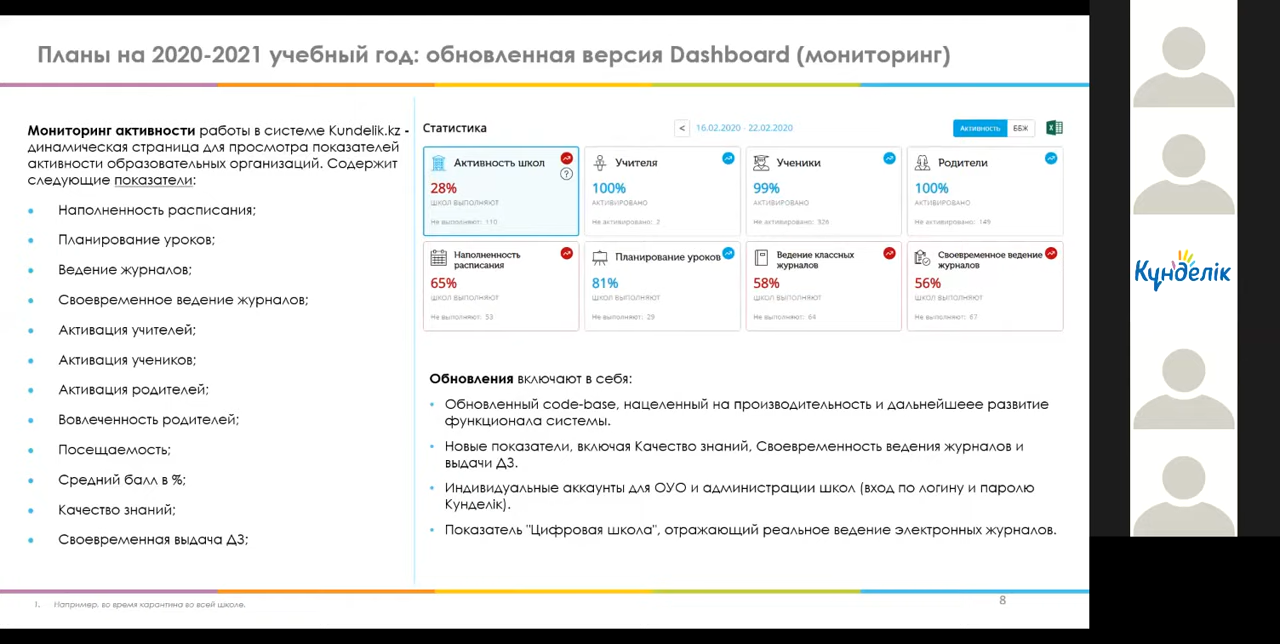 Планы на 2020-2021 учебный год: обновленная версия Dashboard (мониторинг)
Мониторинг активности работы в системе Kundelik.kz -
динамическая страница для просмотра показателей
активности образовательных организаций. Содержит
следующие показатели:
Наполненность расписания;
Планирование уроков;
Ведение журналов;
Своевременное ведение журналов;
Активация учителей;
Активация учеников;
Активация родителей;
Вовлеченность родителей;
Посещаемость;
Средний балл в %;
Качество знаний;
Своевременная выдача ДЗ;
Статистика
< 16.02.2020 - 22.02.2020
Активность ББЖ
Активность школ
?
28%
ШКОЛ ВЫПОЛНЯЮТ
Не выполняют: 110
Учителя
100%
АКТИВИРОВАНО
Не активировано: 2
Ученики
99%
АКТИВИРОВАНО
Не активировано: 326
Родители
100%
АКТИВИРОВАНО
Не активировано: 149
Наполненность
расписания
65%
ШКОЛ ВЫПОЛНЯЮТ
Не выполняют: 53
Планирование уроков
81%
ШКОЛ ВЫПОЛНЯЮТ
Не выполняют: 29
Ведение классных
журналов
58%
ШКОЛ ВЫПОЛНЯЮТ
Не выполняют: 64
Своевременное ведение
журналов
56%
ШКОЛ ВЫПОЛНЯЮТ
Не выполняют: 67
Обновления включают в себя:
Обновленный code-base, нацеленный на производительность и дальнейшеее развитие
функционала системы.
Новые показатели, включая Качество знаний, Своевременность ведения журналов и
выдачи ДЗ.
Индивидуальные аккаунты для ОУО и администрации школ (вход по логину и паролю
Кунделік).
Показатель "Цифровая школа", отражающий реальное ведение электронных журналов.
1. Например, во время карантина во всей школе.
8
Күнделік